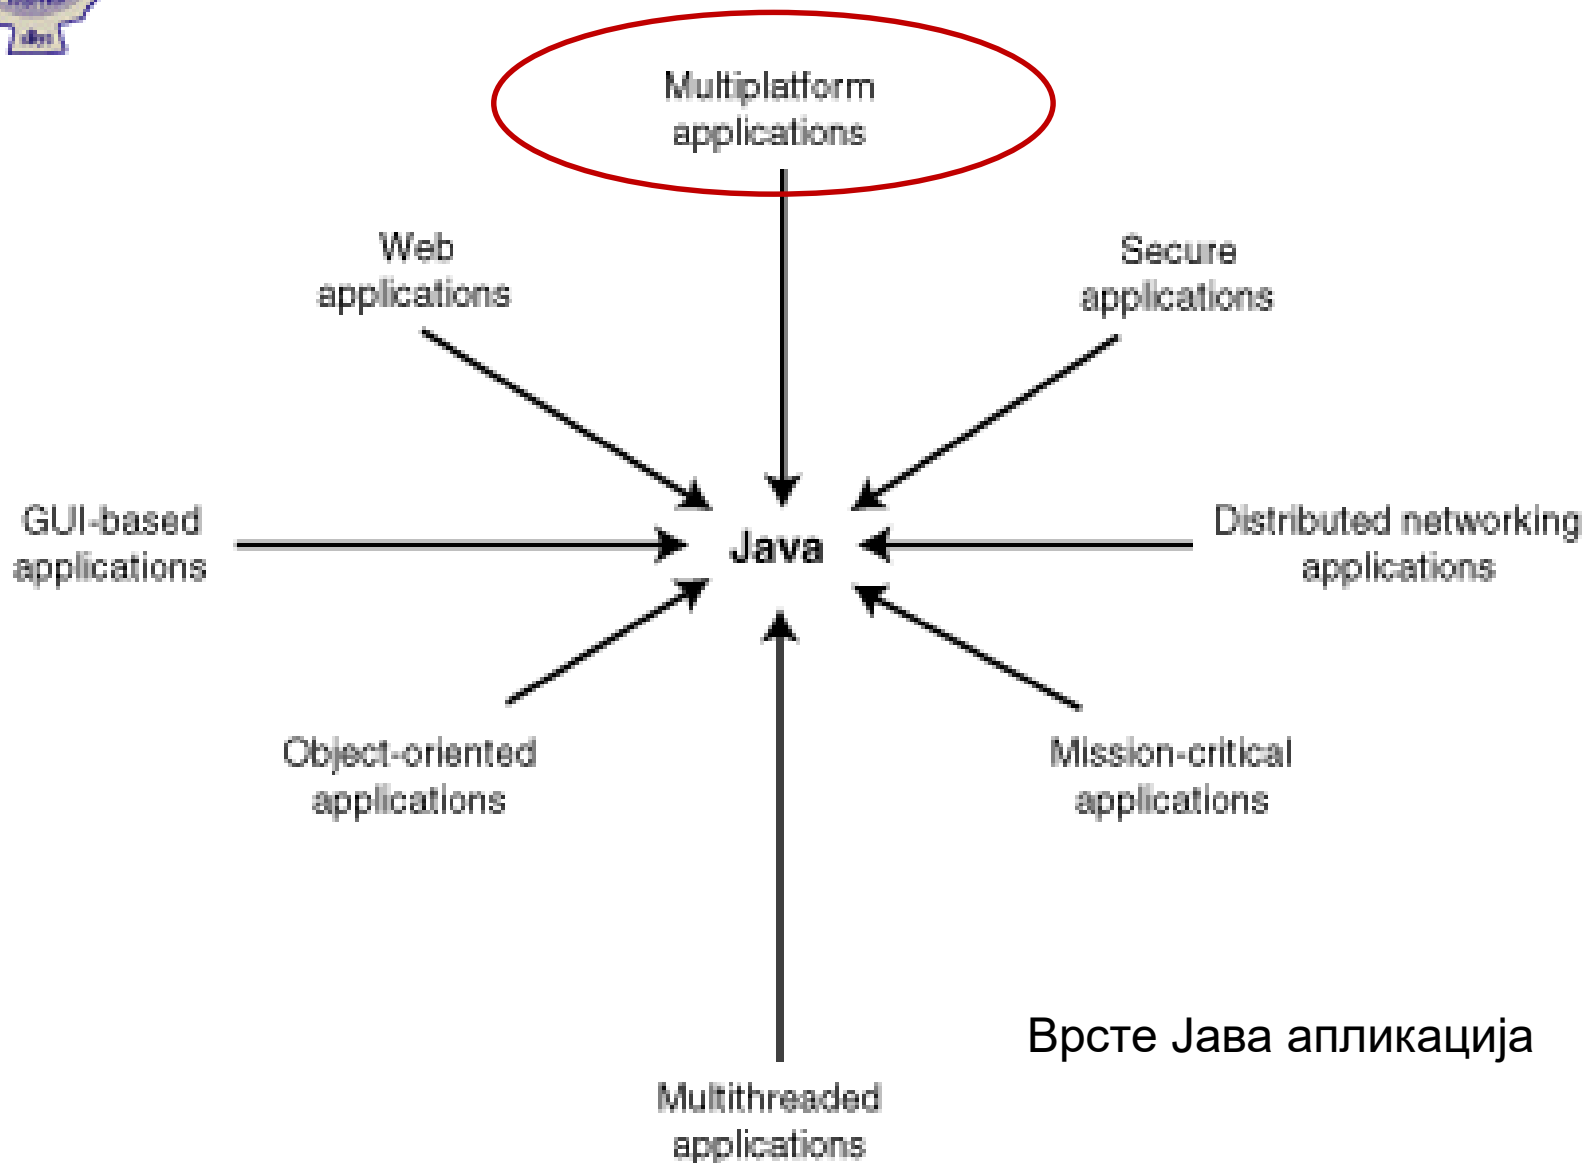 Multiplatform
applications
Web
applications
Secure
applications
GUI-based
applications
Java
Distributed networking
applications
Object-oriented
applications
Mission-critical
applications
Врсте Јава апликација
Multithreaded
applications